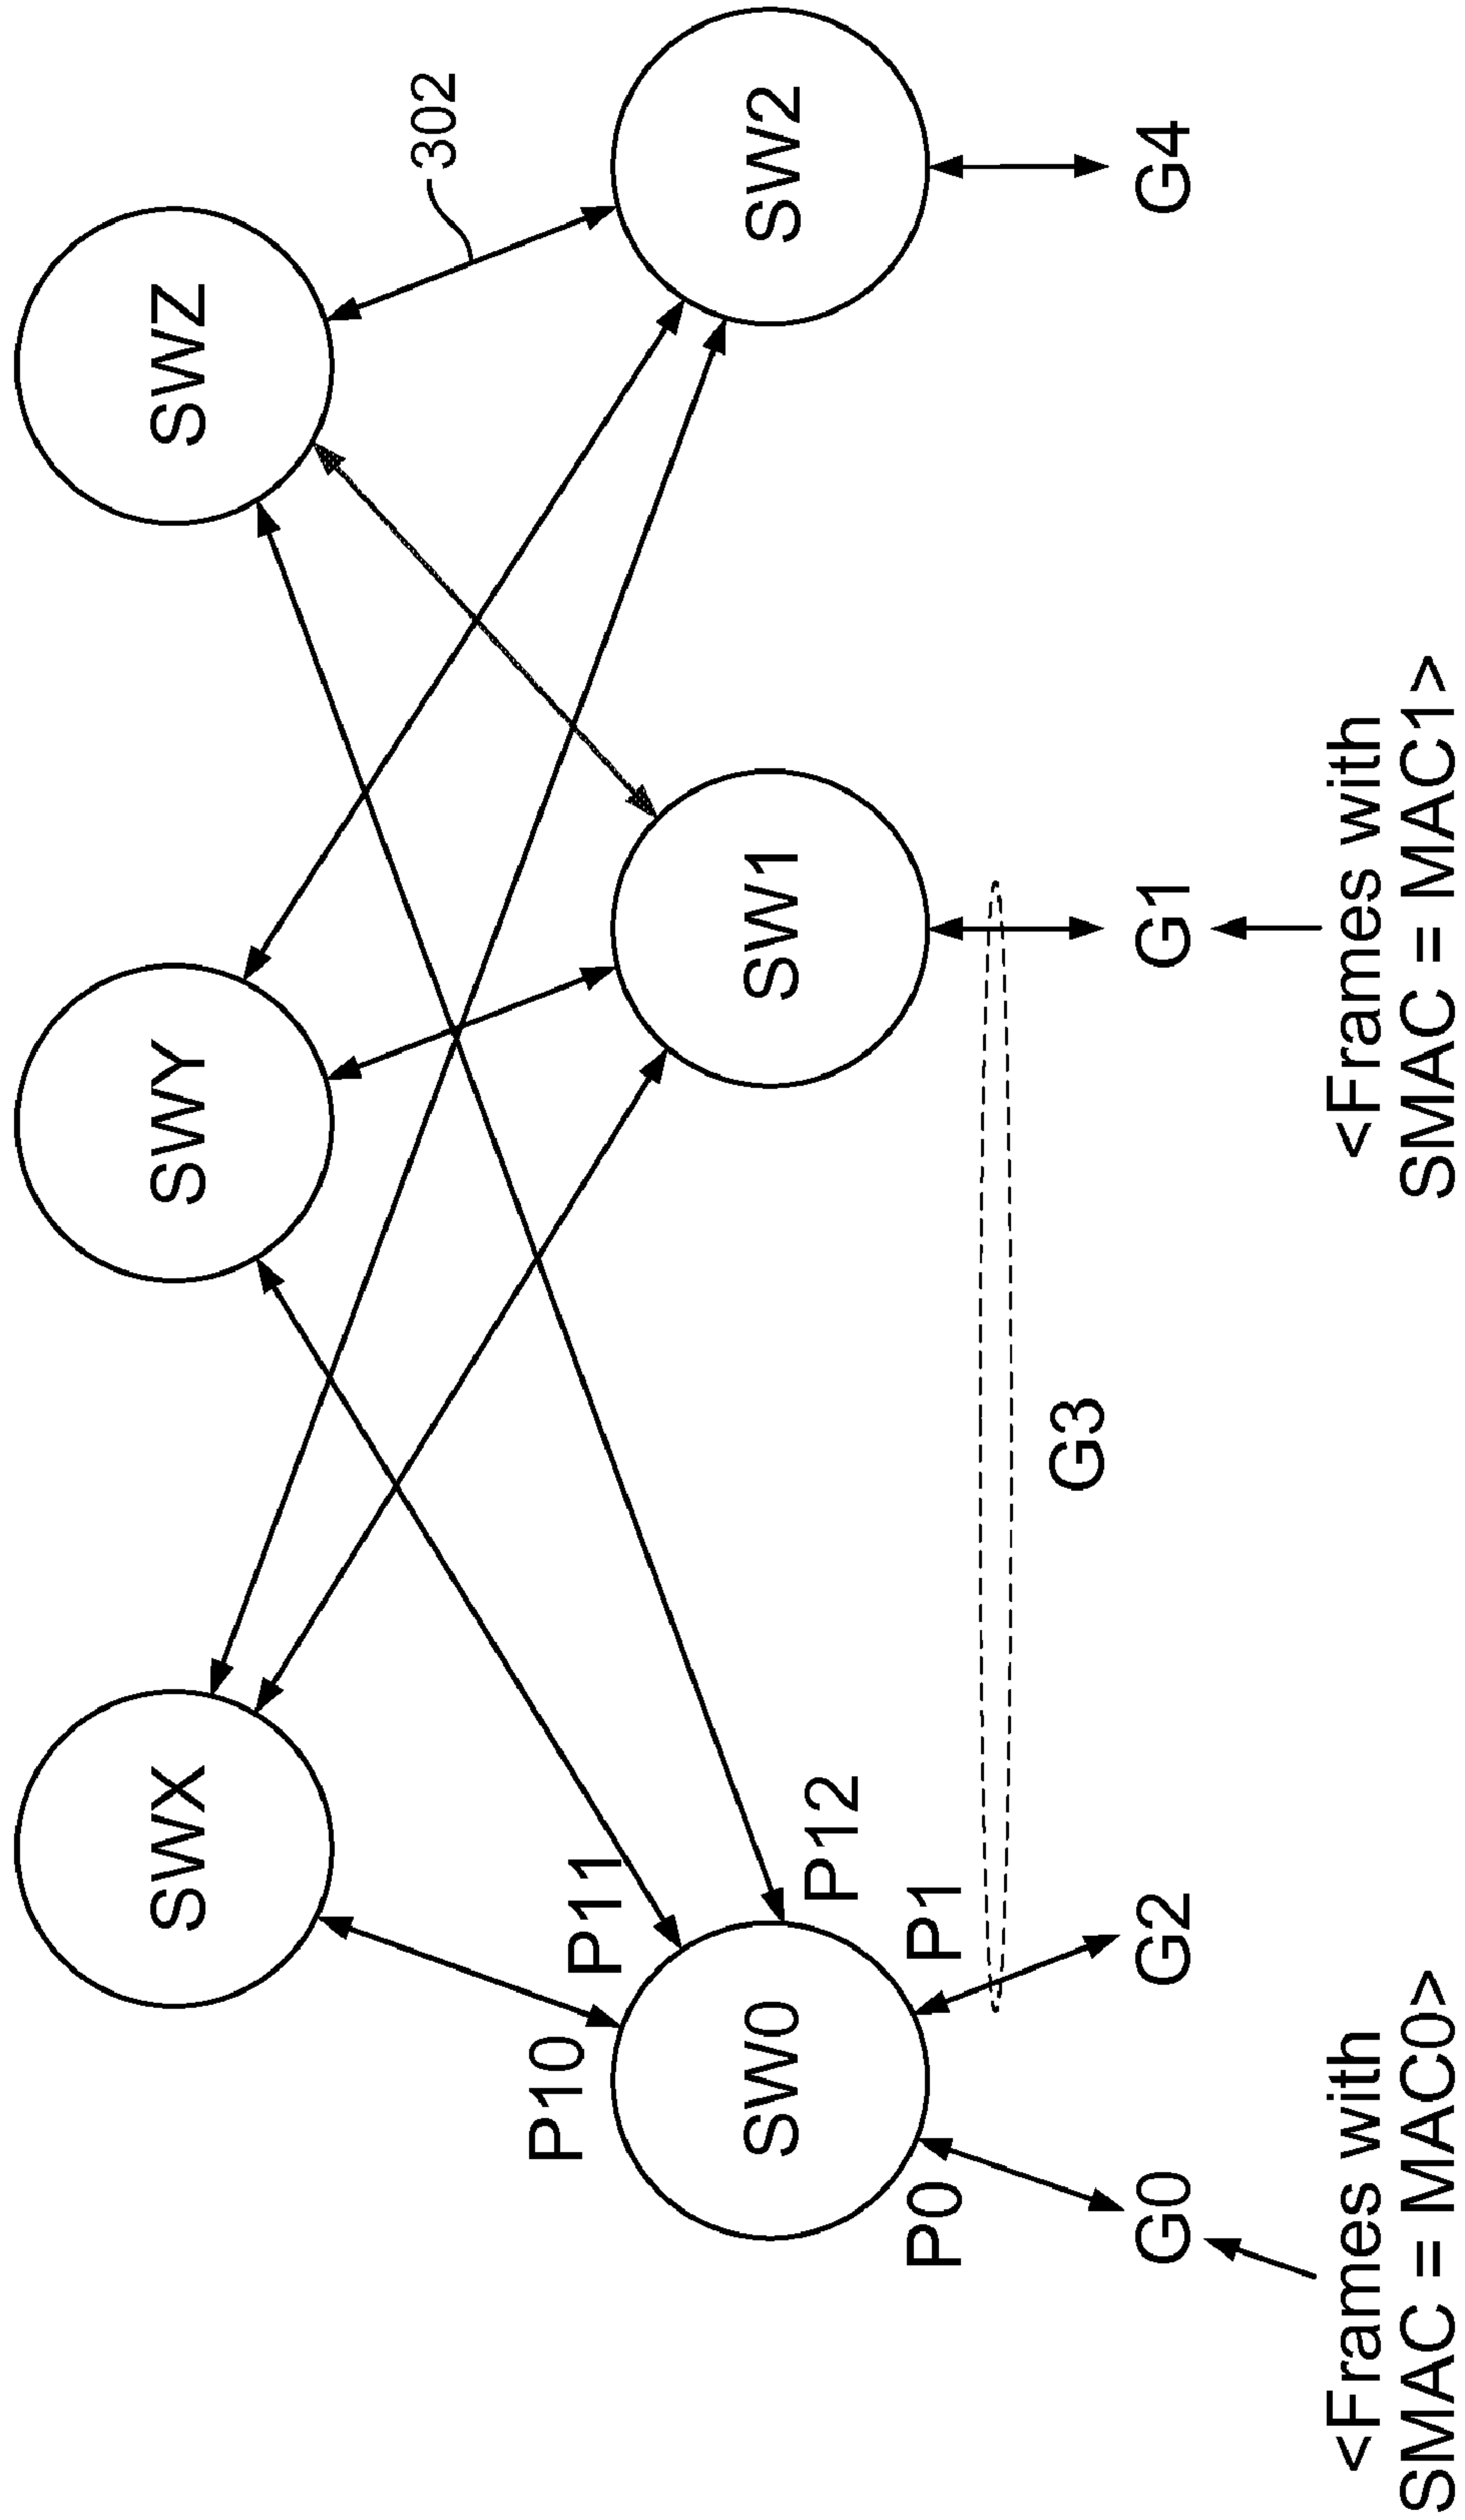 SWX
SWY
SWZ
302
P10
P11
P12
SW0
SW1
SW2
P0
P1
G3
G0
G2
G1
G4
<Frames with
SMAC = MAC0>
<Frames with
SMAC = MAC1>